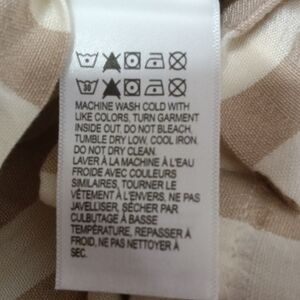 30
MACHINE WASH COLD WITH
LIKE COLORS, TURN GARMENT
INSIDE OUT, DO NOT BLEACH,
TUMBLE DRY LOW, COOL IRON.
DO NOT DRY CLEAN.
LAVER À LA MACHINE À L'EAU
FROIDE AVEC COULEURS
SIMILAIRES, TOURNER LE
VÊTEMENT À L'ENVERS, NE PAS
JAVELLISER, SÉCHER PAR
CULBUTAGE À BASSE
TEMPÉRATURE, REPASSER À
FROID, NE PAS NETTOYER À
SEC.